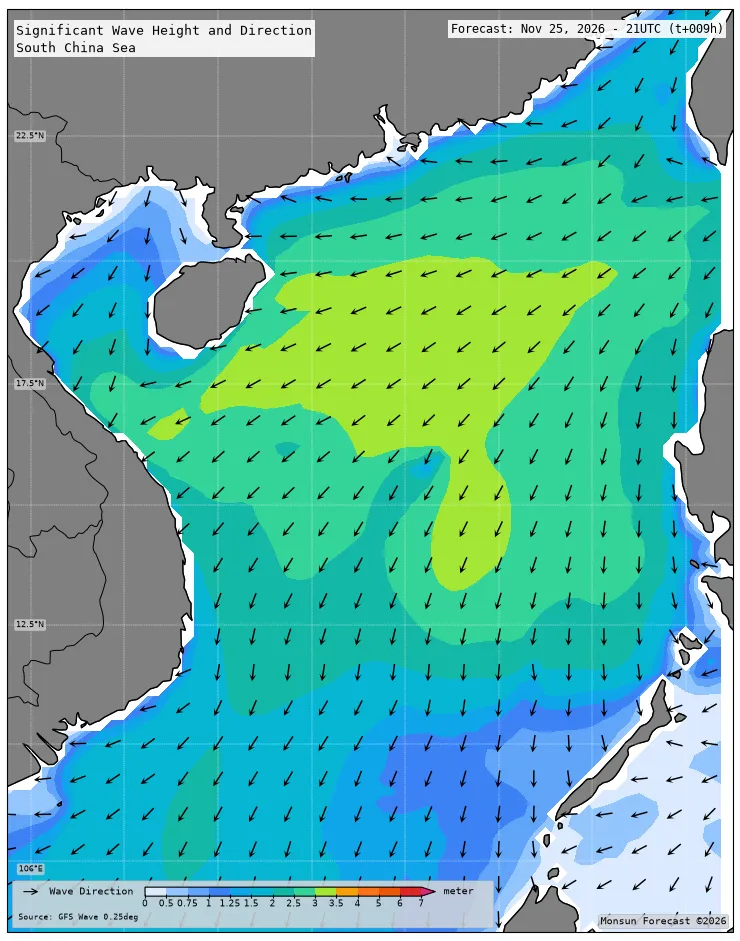 Significant Wave Height and Direction
South China Sea
Forecast: Nov 25, 2026 - 21UTC (t+009h)
22.5°N
17.5°N
12.5°N
106°E
Wave Direction
0 0.5 0.75 1 1.25 1.5 2 2.5 3 3.5 4 5 6 7
meter
Source: GFS Wave 0.25deg
Monsun Forecast ©2026